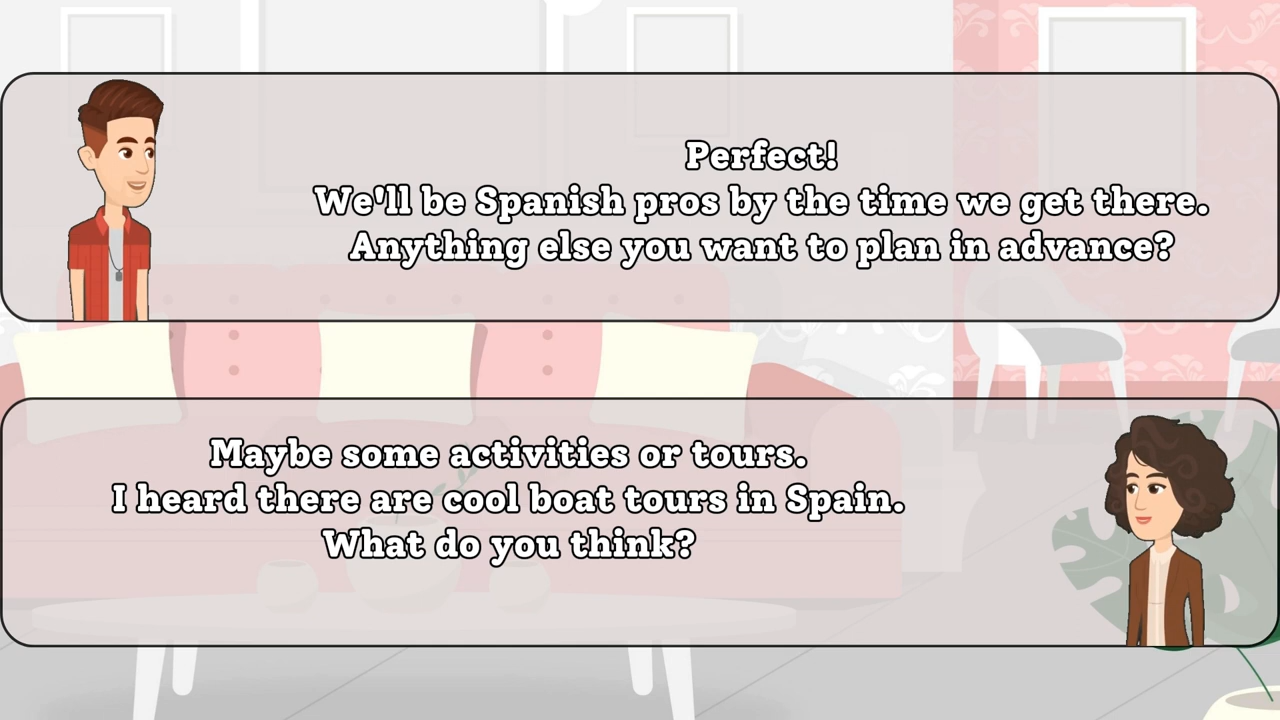 Perfect!
We'll be Spanish pros by the time we get there.
Anything else you want to plan in advance?
Maybe some activities or tours.
I heard there are cool boat tours in Spain.
What do you think?